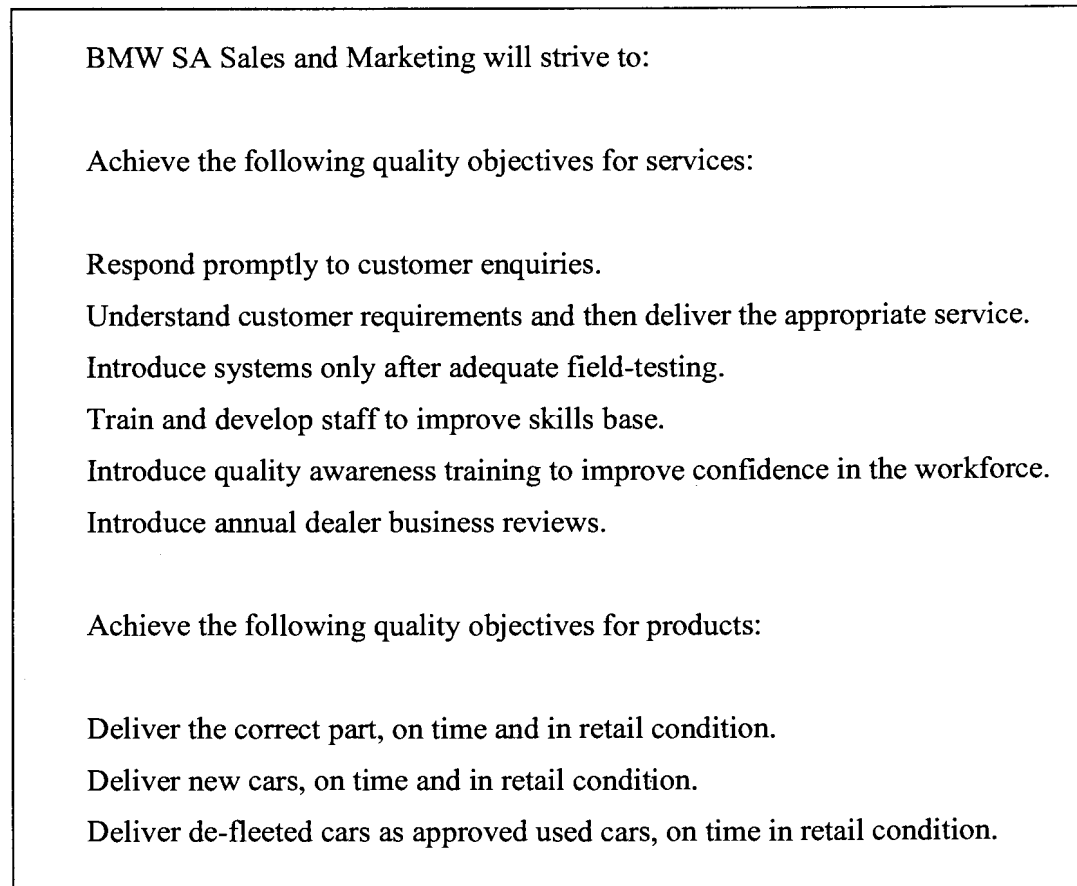 BMW SA Sales and Marketing will strive to:
Achieve the following quality objectives for services:
Respond promptly to customer enquiries.
Understand customer requirements and then deliver the appropriate service.
Introduce systems only after adequate field-testing.
Train and develop staff to improve skills base.
Introduce quality awareness training to improve confidence in the workforce.
Introduce annual dealer business reviews.
Achieve the following quality objectives for products:
Deliver the correct part, on time and in retail condition.
Deliver new cars, on time and in retail condition.
Deliver de-fleeted cars as approved used cars, on time in retail condition.